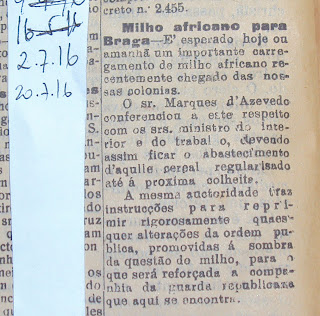 16-5-16
2.7.16
20.7.16
creto n.º 2.455.
Milho africano para
Braga—E' esperado hoje ou
amanhã um importante carre-
gamento de milho africano re-
centemente chegado das nos-
sas colonias.
O sr. Marques d'Azevedo
conferenciou a este respeito
com os srs. ministro do inte-
rior e do trabalho, devendo
assim ficar o abastecimento
d'aquile cerçal regularisado
até á proxima colheita.
A mesma auctoridade traz
instrucções para repri-
mir rigorosamente quaes-
quer alterações da ordem pu-
blica, promovidas á sombra
da questão do milho, para o
que será reforçada a compa-
nhia da guarda republicana
que aqui se encontra.